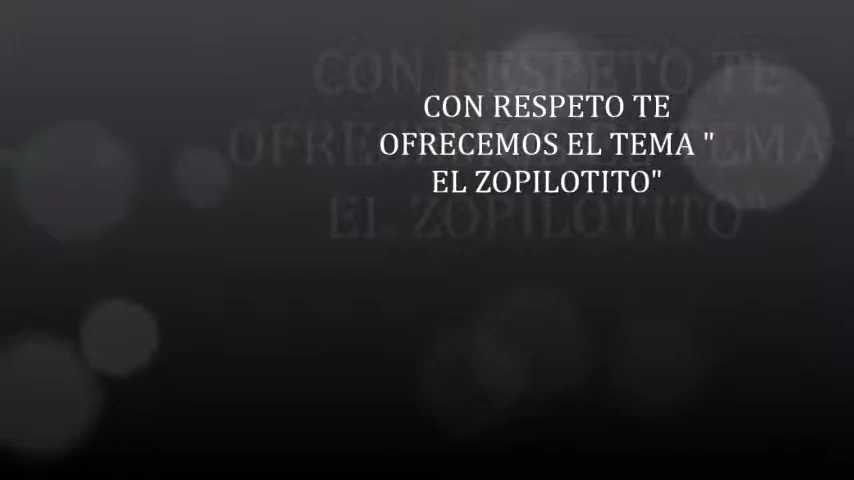 CON RESPETO TE
OFRECEMOS EL TEMA "
EL ZOPILOTITO"